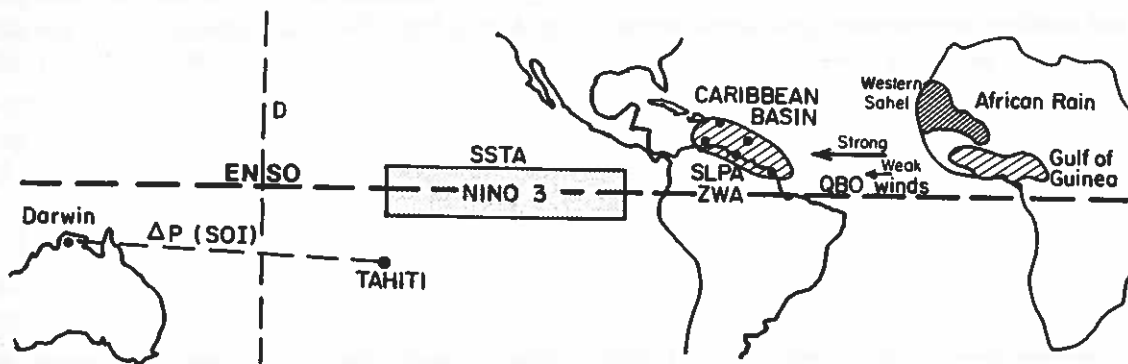 D
ENSO
Darwin
ΔP (SOI)
TAHITI
SSTA
NINO 3
CARIBBEAN
BASIN
SLPA
ZWA
Strong
Weak
QBO winds
Western
Sahel
African Rain
Gulf of
Guinea